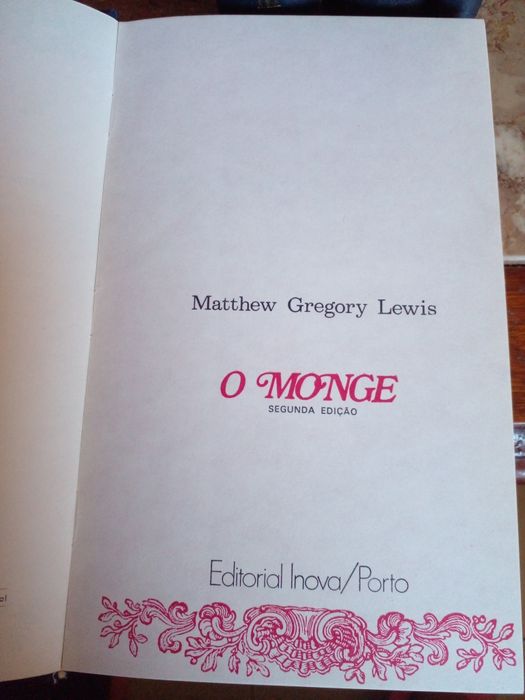 Matthew Gregory Lewis
O MONGE
SEGUNDA EDIÇÃO
Editorial Inova/Porto